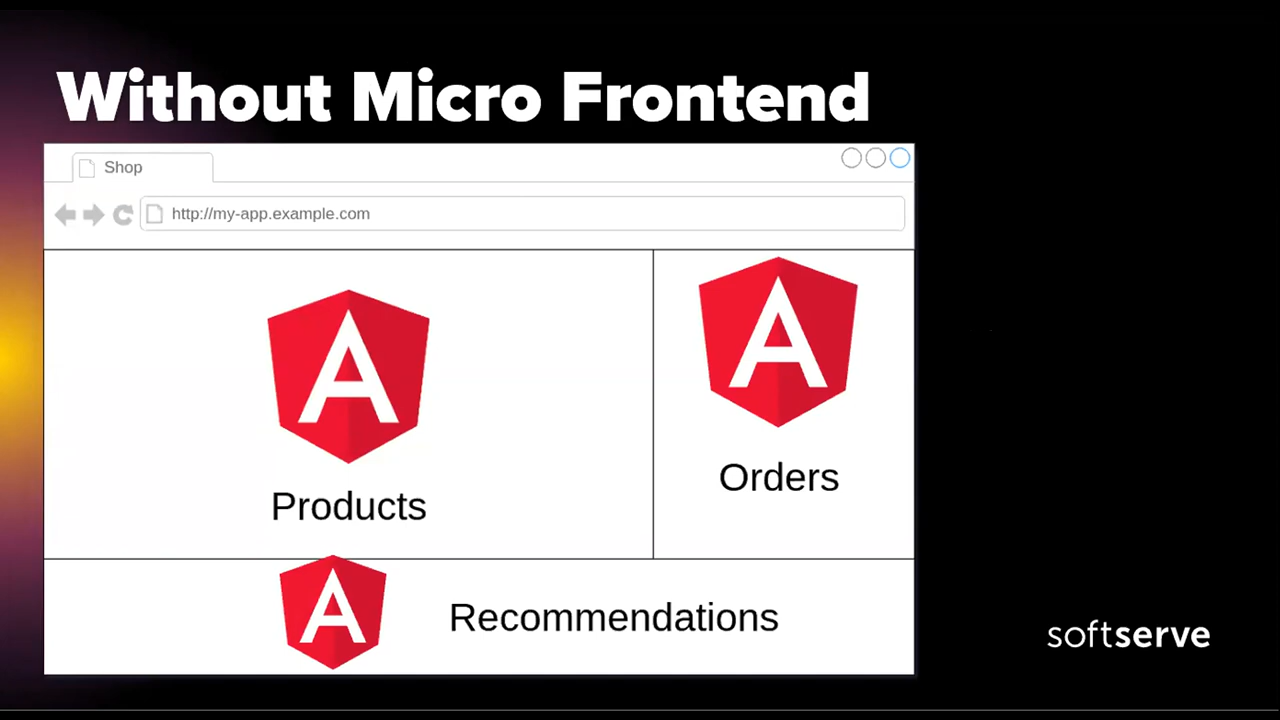 Without Micro Frontend
Shop
http://my-app.example.com
Products
Orders
Recommendations
softserve